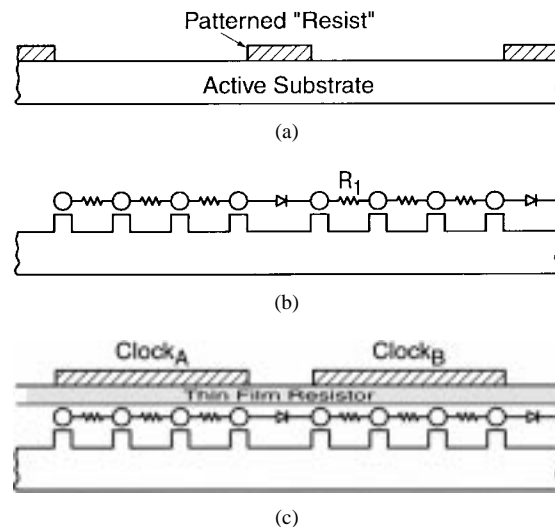 Patterned "Resist"
Active Substrate
(a)
R1
(b)
ClockA ClockB
Thin Film Resistor
(c)